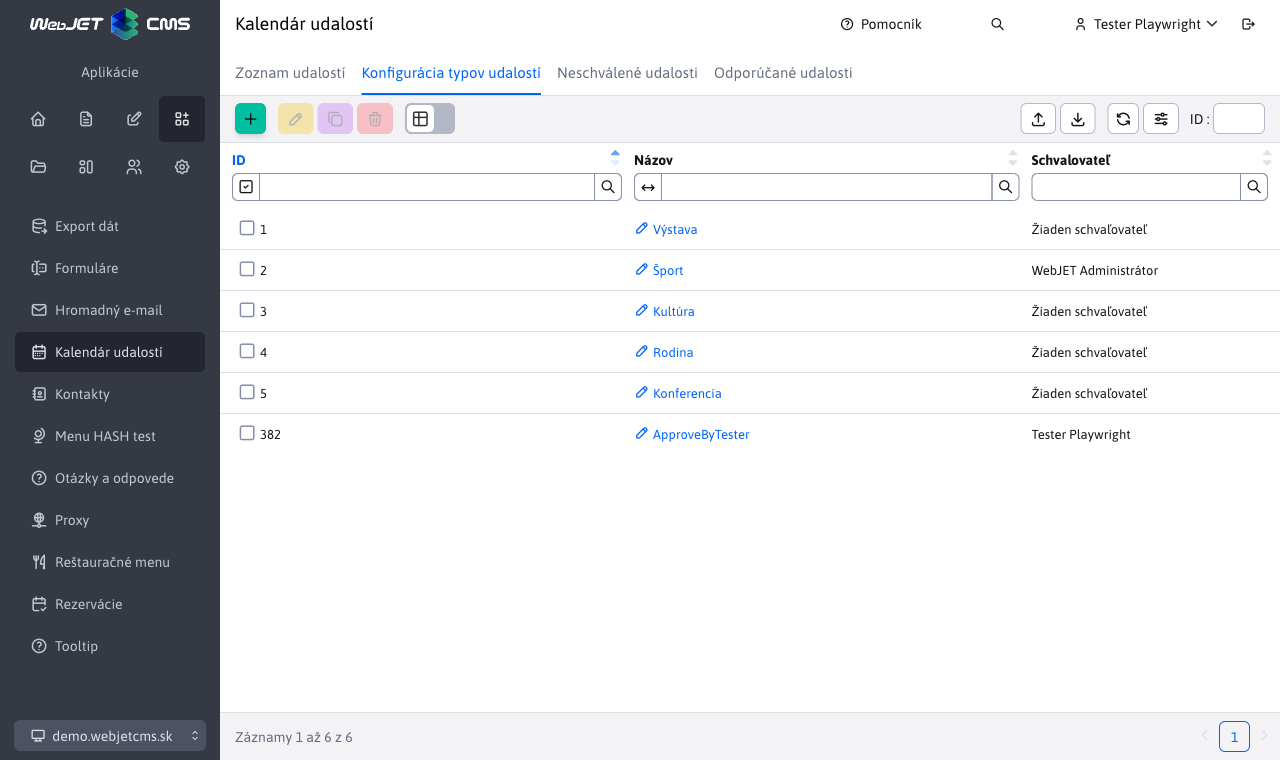 WebJET CMS
Aplikácie
Export dát
Formuláre
Hromadný e-mail
Kalendár udalostí
Kontakty
Menu HASH test
Otázky a odpovede
Proxy
Reštauračné menu
Rezervácie
Tooltip
demo.webjetcms.sk
Kalendár udalostí
Pomocník
Tester Playwright
Zoznam udalostí Konfigurácia typov udalostí Neschválené udalosti Odporúčané udalosti
ID :
ID Názov Schvalovateľ
1 Výstava Žiaden schvaľovateľ
2 Šport WebJET Administrátor
3 Kultúra Žiaden schvaľovateľ
4 Rodina Žiaden schvaľovateľ
5 Konferencia Žiaden schvaľovateľ
382 ApproveByTester Tester Playwright
Záznamy 1 až 6 z 6
1